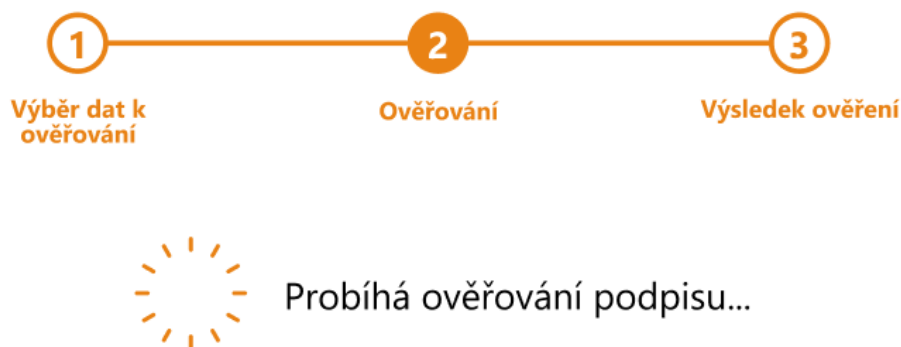 1
2
3
Výběr dat k
ověřování
Ověřování
Výsledek ověření
Probíhá ověřování podpisu...